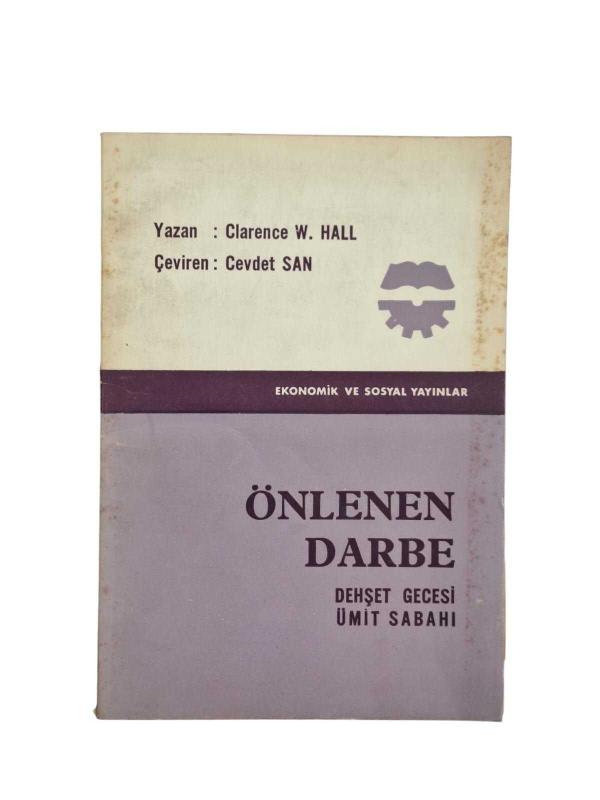 Yazan : Clarence W. HALL
Çeviren : Cevdet SAN
EKONOMİK VE SOSYAL YAYINLAR
ÖNLENEN
DARBE
DEHŞET GECESİ
ÜMİT SABAHI